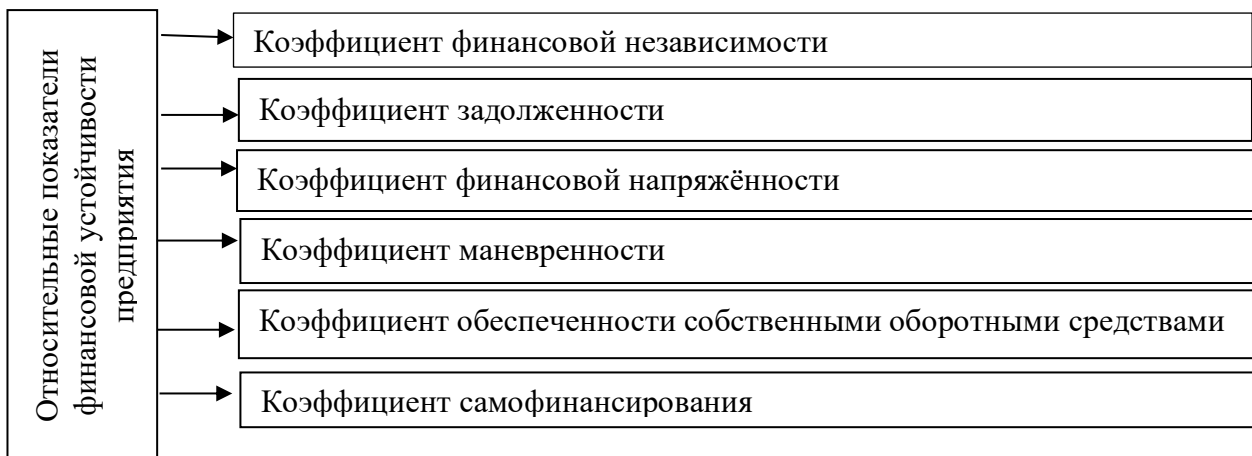 Относительные показатели
финансовой устойчивости
предприятия
Коэффициент финансовой независимости
Коэффициент задолженности
Коэффициент финансовой напряжённости
Коэффициент маневренности
Коэффициент обеспеченности собственными оборотными средствами
Коэффициент самофинансирования